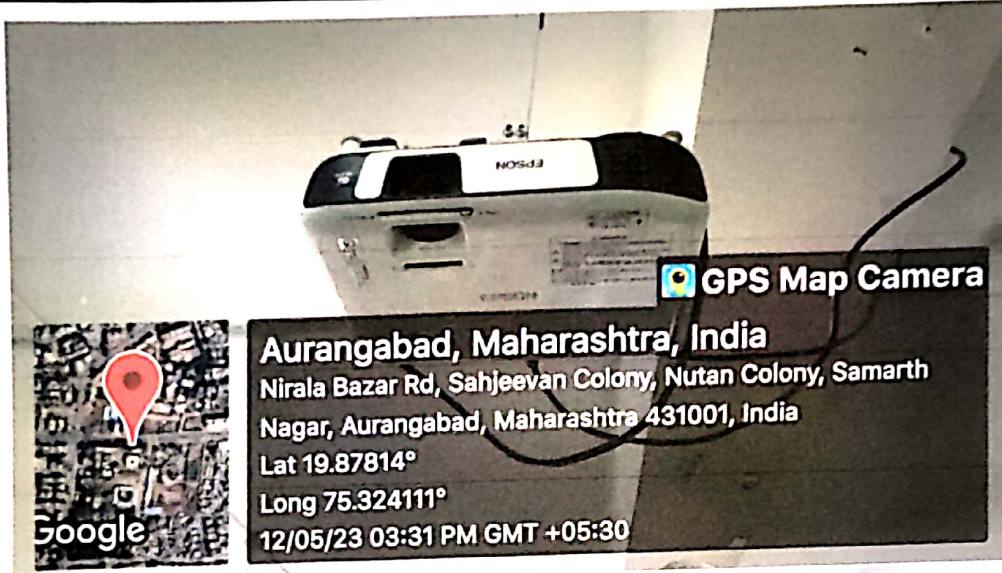 EPSON
GPS Map Camera
Aurangabad, Maharashtra, India
Nirala Bazar Rd, Sahjeevan Colony, Nutan Colony, Samarth
Nagar, Aurangabad, Maharashtra 431001, India
Lat 19.87814°
Long 75.324111°
12/05/23 03:31 PM GMT +05:30
Google